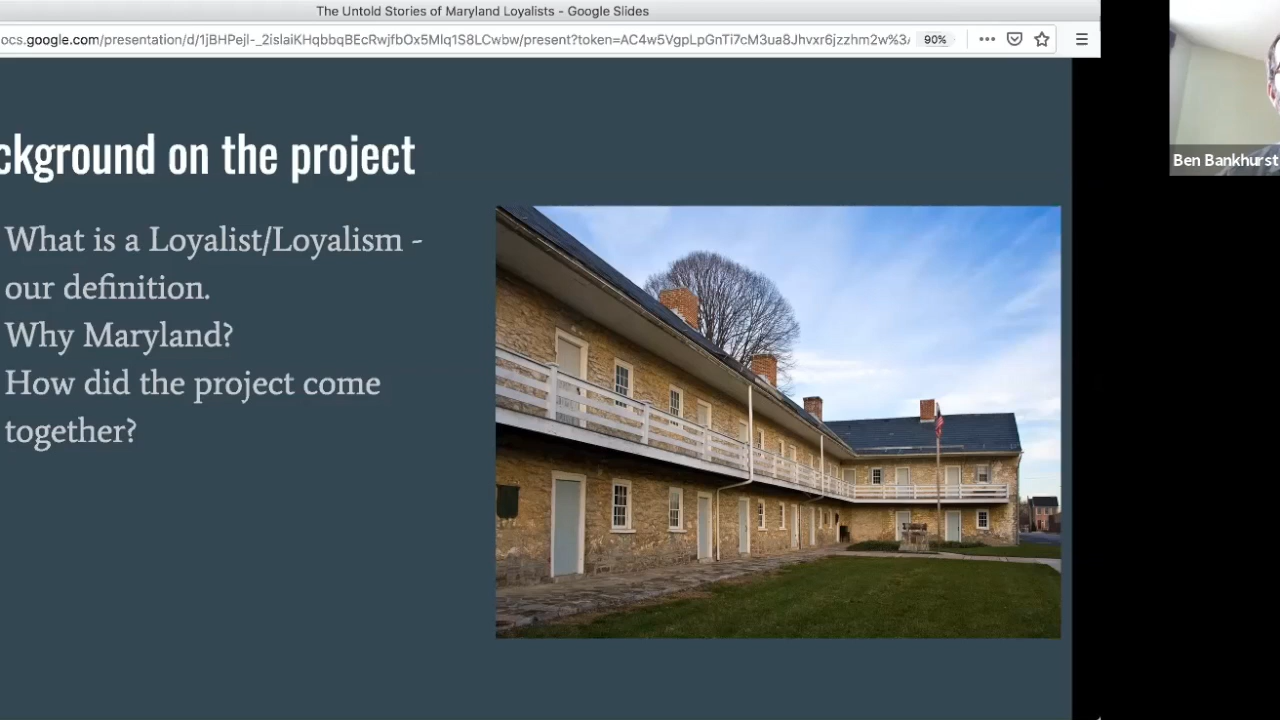 The Untold Stories of Maryland Loyalists - Google Slides
ocs.google.com/presentation/d/1jBHPejl-_2islaiKHqbbqBEcRwjfbOx5Mlq1S8LCwbw/present?token=AC4w5VgpLpGnTi7cM3ua8Jhvxr6jzzhm2w%3
90%
ckground on the project
What is a Loyalist/Loyalism -
our definition.
Why Maryland?
How did the project come
together?
Ben Bankhurst